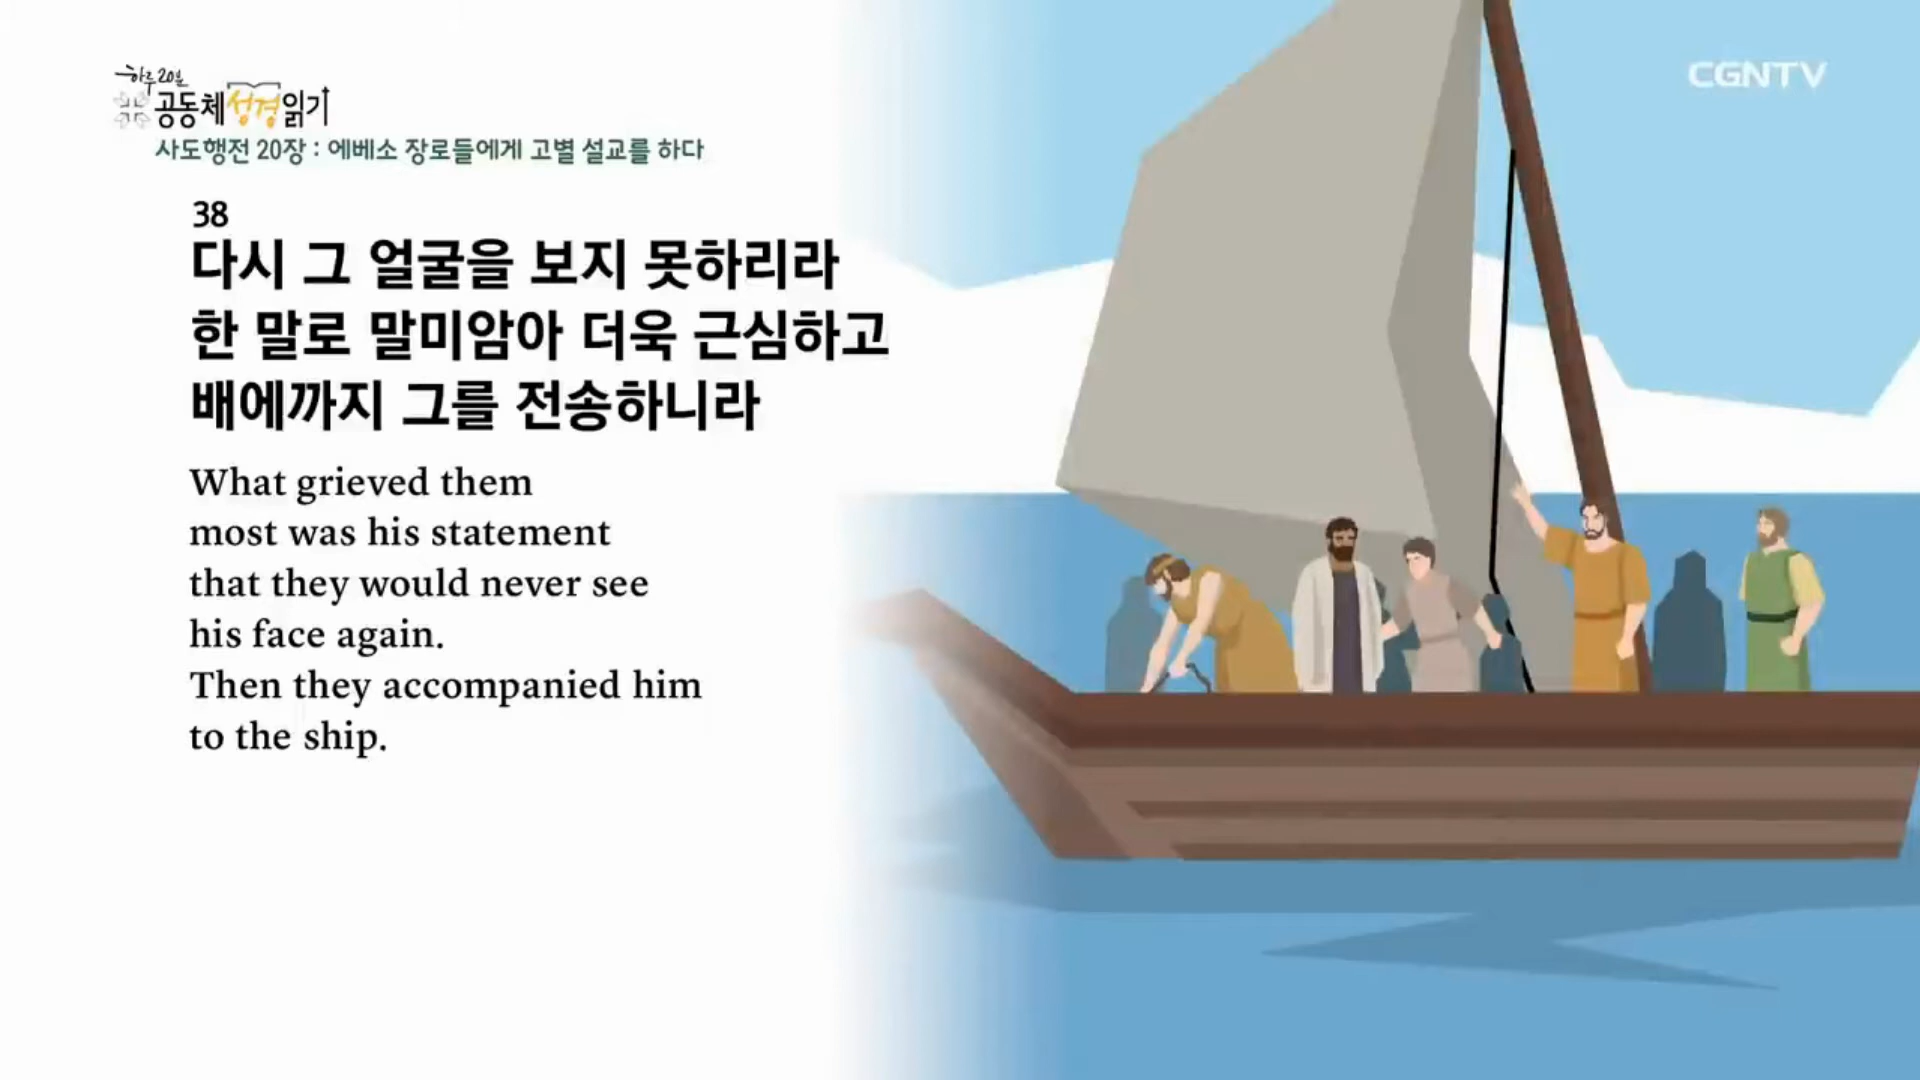 하루 20분
공동체성경읽기
CGNTV
사도행전 20장 : 에베소 장로들에게 고별 설교를 하다
38
다시 그 얼굴을 보지 못하리라
한 말로 말미암아 더욱 근심하고
배에까지 그를 전송하니라
What grieved them
most was his statement
that they would never see
his face again.
Then they accompanied him
to the ship.